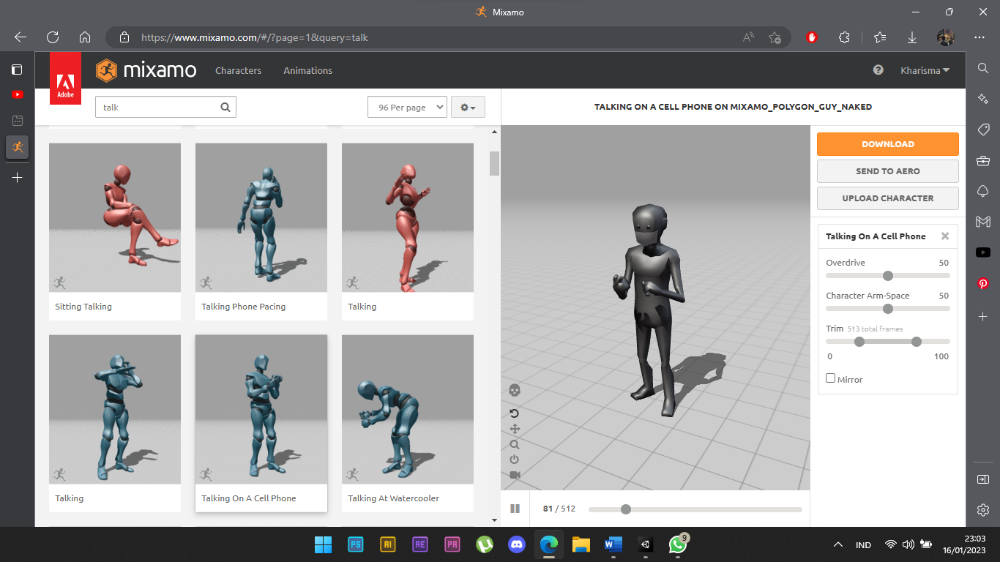 Mixamo
https://www.mixamo.com/#/?page=1&query=talk
Adobe
mixamo
Characters
Animations
Kharisma
talk
96 Per page
TALKING ON A CELL PHONE ON MIXAMO_POLYGON_GUY_NAKED
Sitting Talking
Talking Phone Pacing
Talking
Talking
Talking On A Cell Phone
Talking At Watercooler
81 / 512
DOWNLOAD
SEND TO AERO
UPLOAD CHARACTER
Talking On A Cell Phone
Overdrive 50
Character Arm-Space 50
Trim 513 total frames
0 100
Mirror
PS
AI
AE
PR
W
9
IND
23:03
16/01/2023